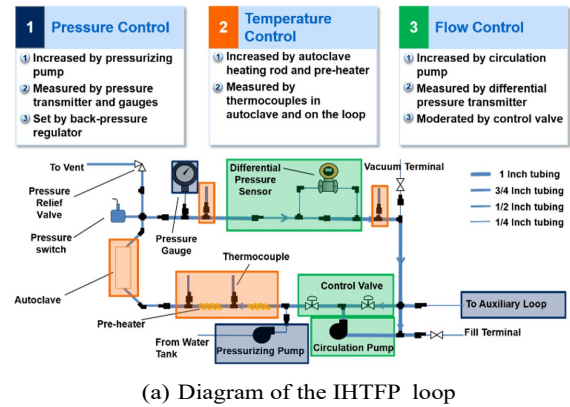 1 Pressure Control
1 Increased by pressurizing
pump
2 Measured by pressure
transmitter and gauges
3 Set by back-pressure
regulator
2 Temperature
Control
1 Increased by autoclave
heating rod and pre-heater
2 Measured by
thermocouples in
autoclave and on the loop
3 Flow Control
1 Increased by circulation
pump
2 Measured by differential
pressure transmitter
3 Moderated by control valve
To Vent
Pressure
Relief
Valve
Pressure
switch
Autoclave
Pressure
Gauge
Differential
Pressure
Sensor
Vacuum Terminal
1 Inch tubing
3/4 Inch tubing
1/2 Inch tubing
1/4 Inch tubing
Thermocouple
Pre-heater
Control Valve
To Auxiliary Loop
From Water
Tank
Pressurizing Pump
Circulation Pump
Fill Terminal
(a) Diagram of the IHTFP loop